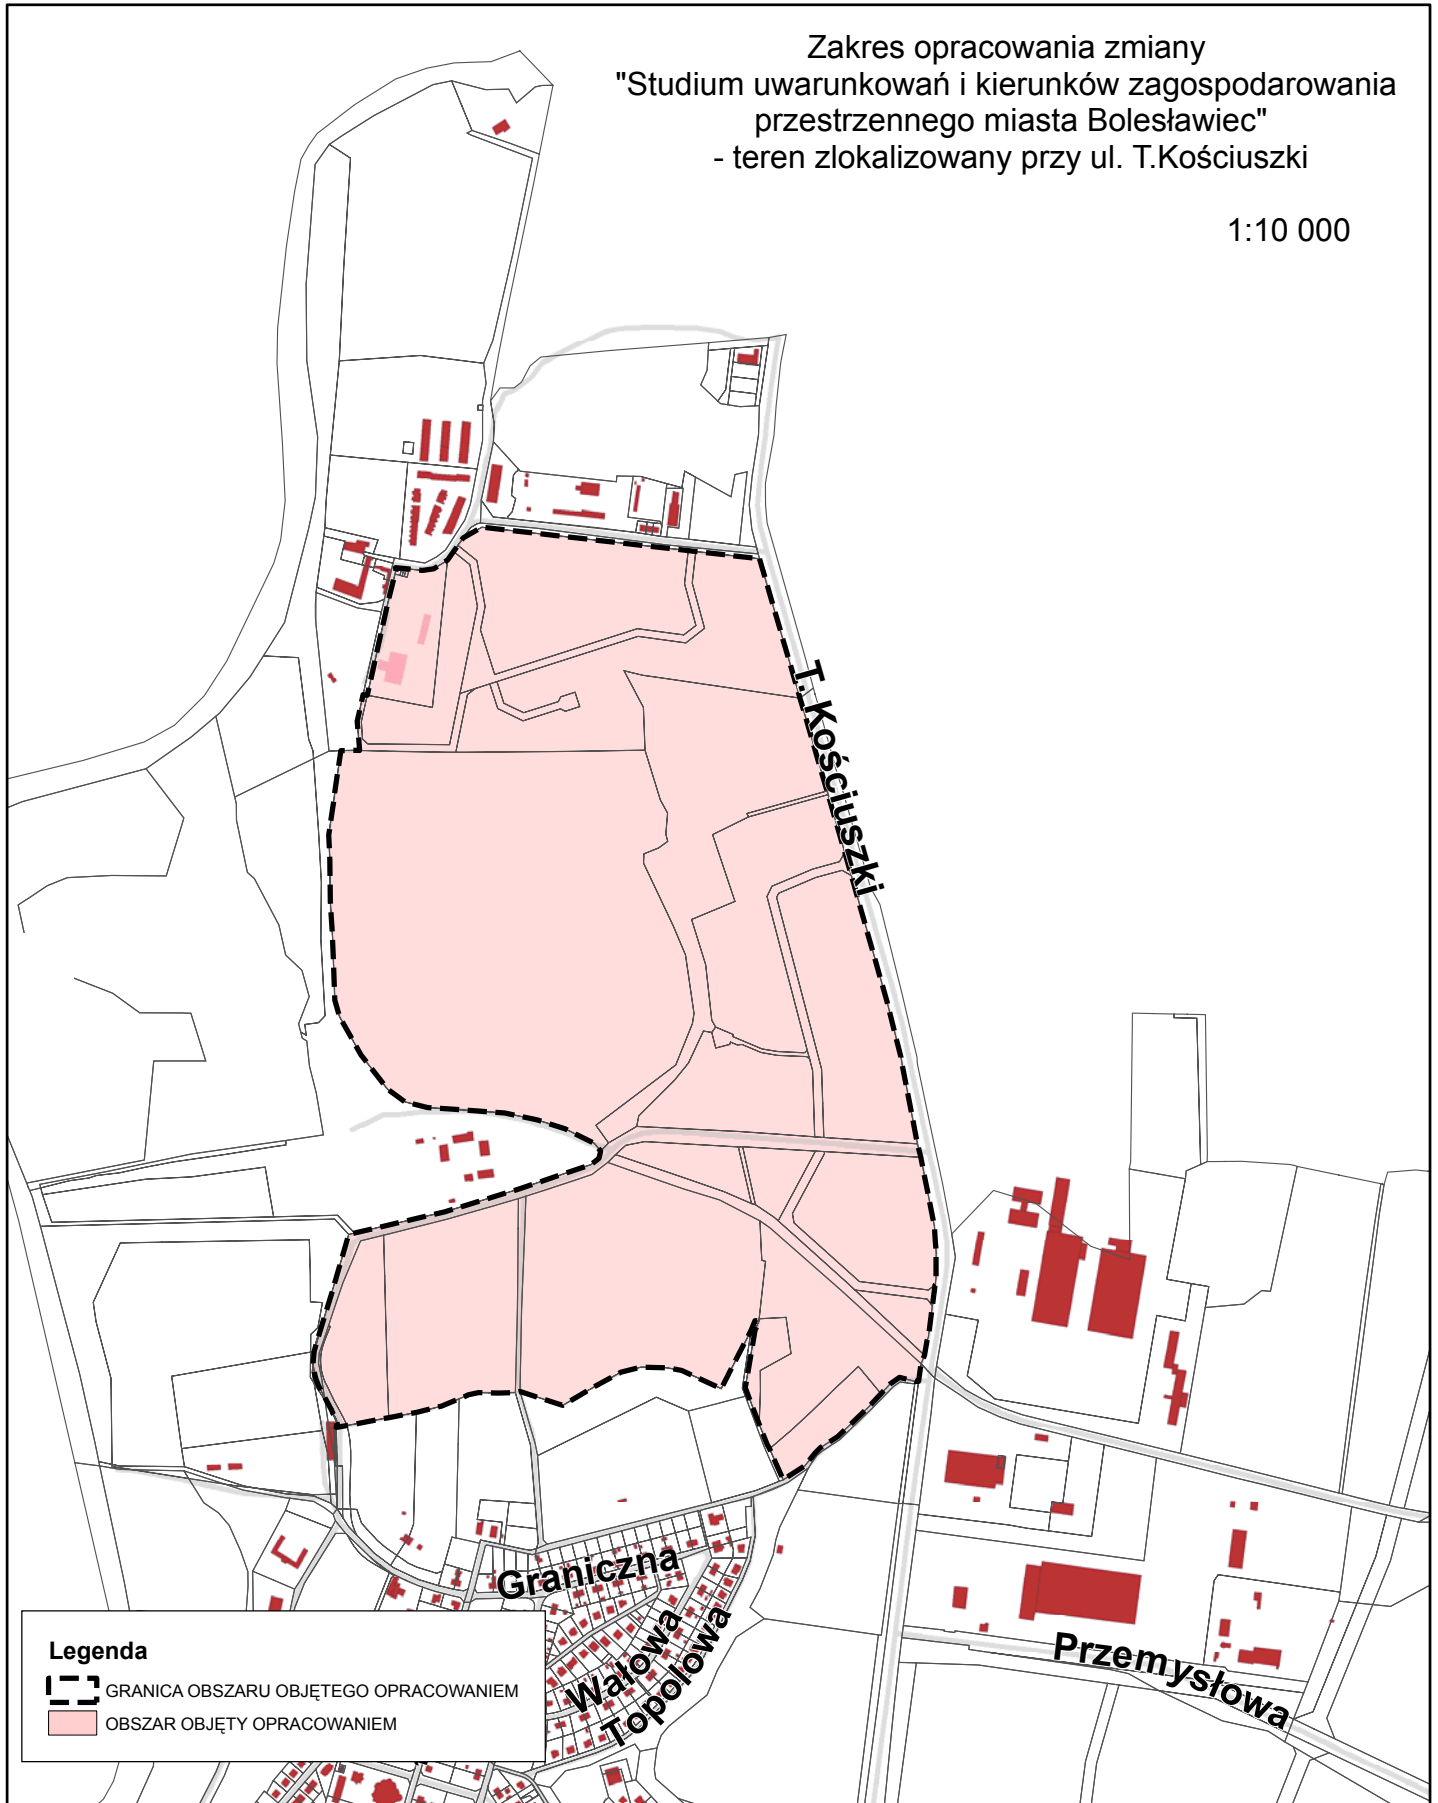 Zakres opracowania zmiany
"Studium uwarunkowań i kierunków zagospodarowania
przestrzennego miasta Bolesławiec"
- teren zlokalizowany przy ul. T.Kościuszki
1:10 000
T. Kościuszki
Graniczna
Wałowa
Topolowa
Przemysłowa
Legenda
GRANICA OBSZARU OBJĘTEGO OPRACOWANIEM
OBSZAR OBJĘTY OPRACOWANIEM